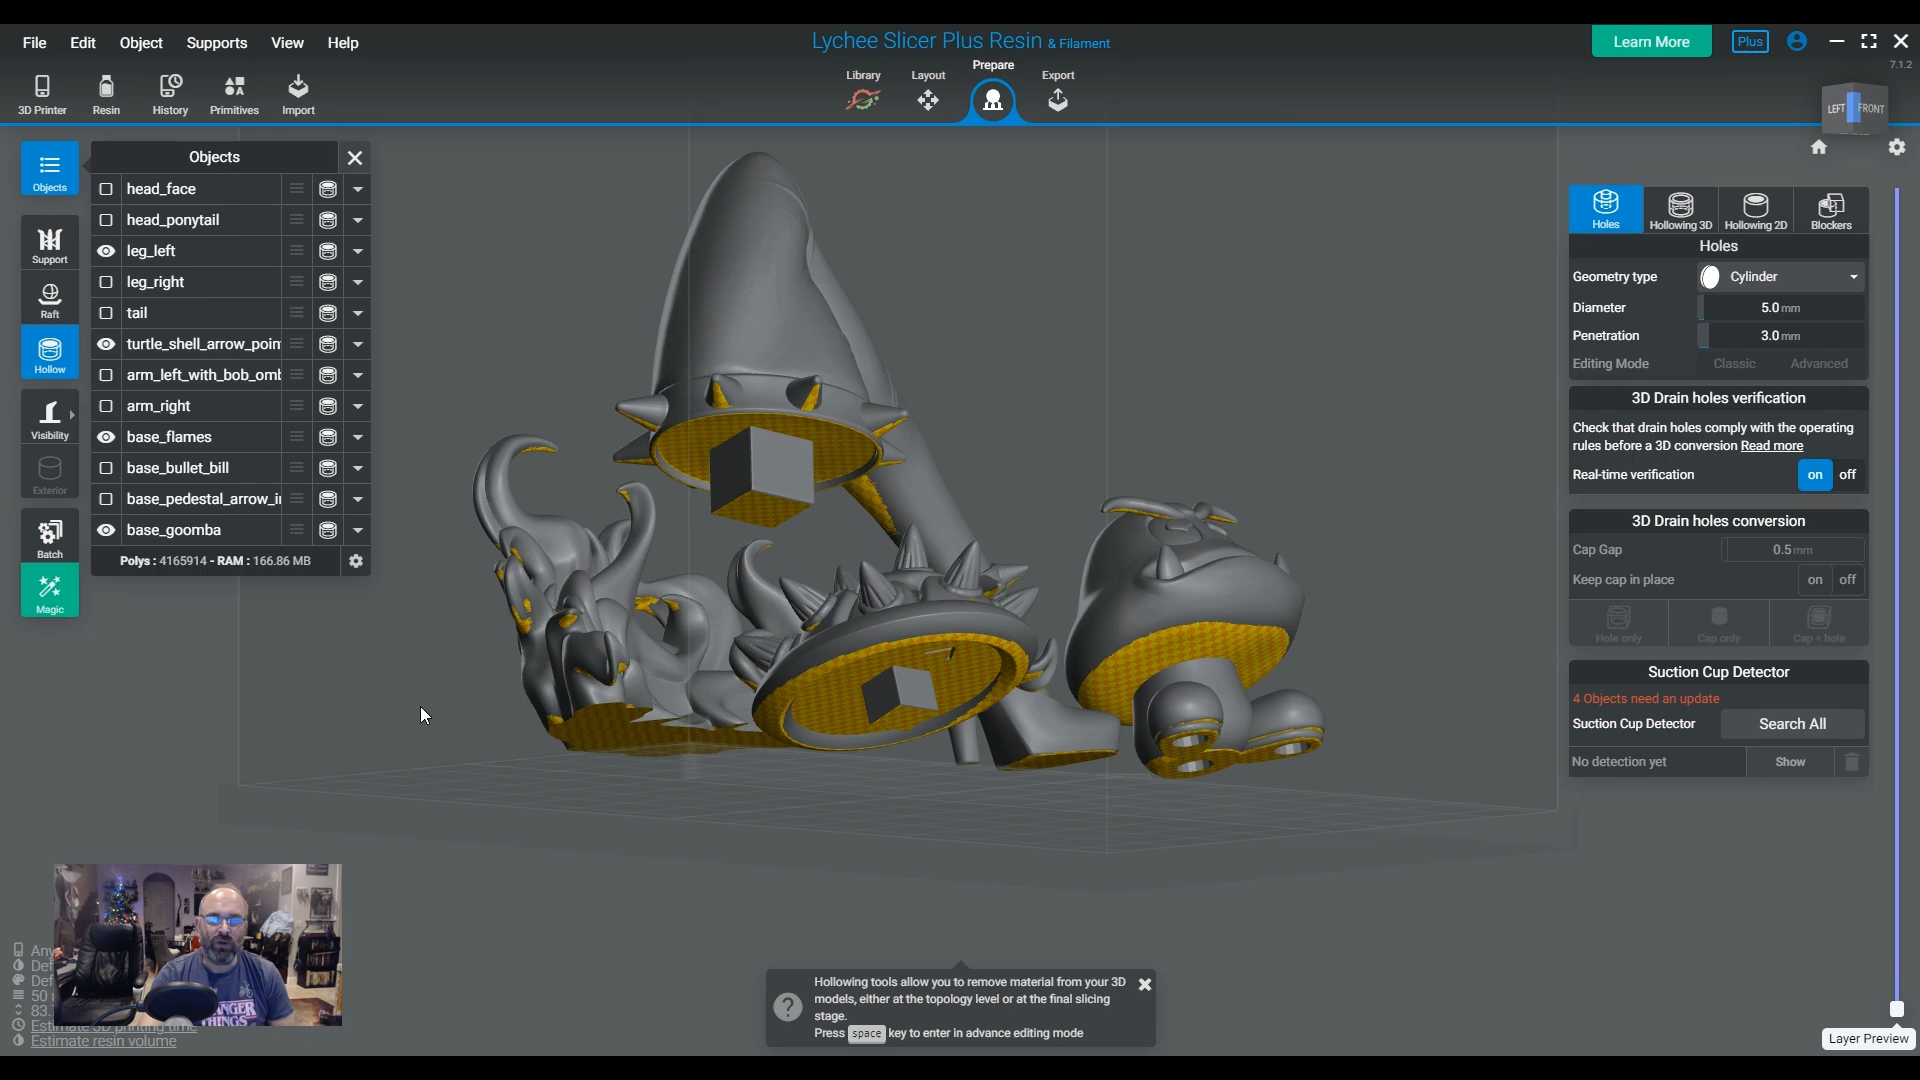 File Edit Object Supports View Help
Lychee Slicer Plus Resin & Filament
Learn More
Plus
7.1.2
3D Printer Resin History Primitives Import
Library Layout Prepare Export
LEFT FRONT
Objects
Support
Raft
Hollow
Visibility
Exterior
Batch
Magic
Objects
head_face
head_ponytail
leg_left
leg_right
tail
turtle_shell_arrow_poin
arm_left_with_bob_omb
arm_right
base_flames
base_bullet_bill
base_pedestal_arrow_i
base_goomba
Polys : 4165914 - RAM : 166.86 MB
Holes Hollowing 3D Hollowing 2D Blockers
Holes
Geometry type Cylinder
Diameter 5.0 mm
Penetration 3.0 mm
Editing Mode Classic Advanced
3D Drain holes verification
Check that drain holes comply with the operating
rules before a 3D conversion Read more
Real-time verification on off
3D Drain holes conversion
Cap Gap 0.5 mm
Keep cap in place on off
Hole only Cap only Cap + hole
Suction Cup Detector
4 Objects need an update
Suction Cup Detector Search All
No detection yet Show
Hollowing tools allow you to remove material from your 3D
models, either at the topology level or at the final slicing
stage.
Press space key to enter in advance editing mode
Any
Def
Def
50
83.
Estimate 3D printing time
Estimate resin volume
Layer Preview